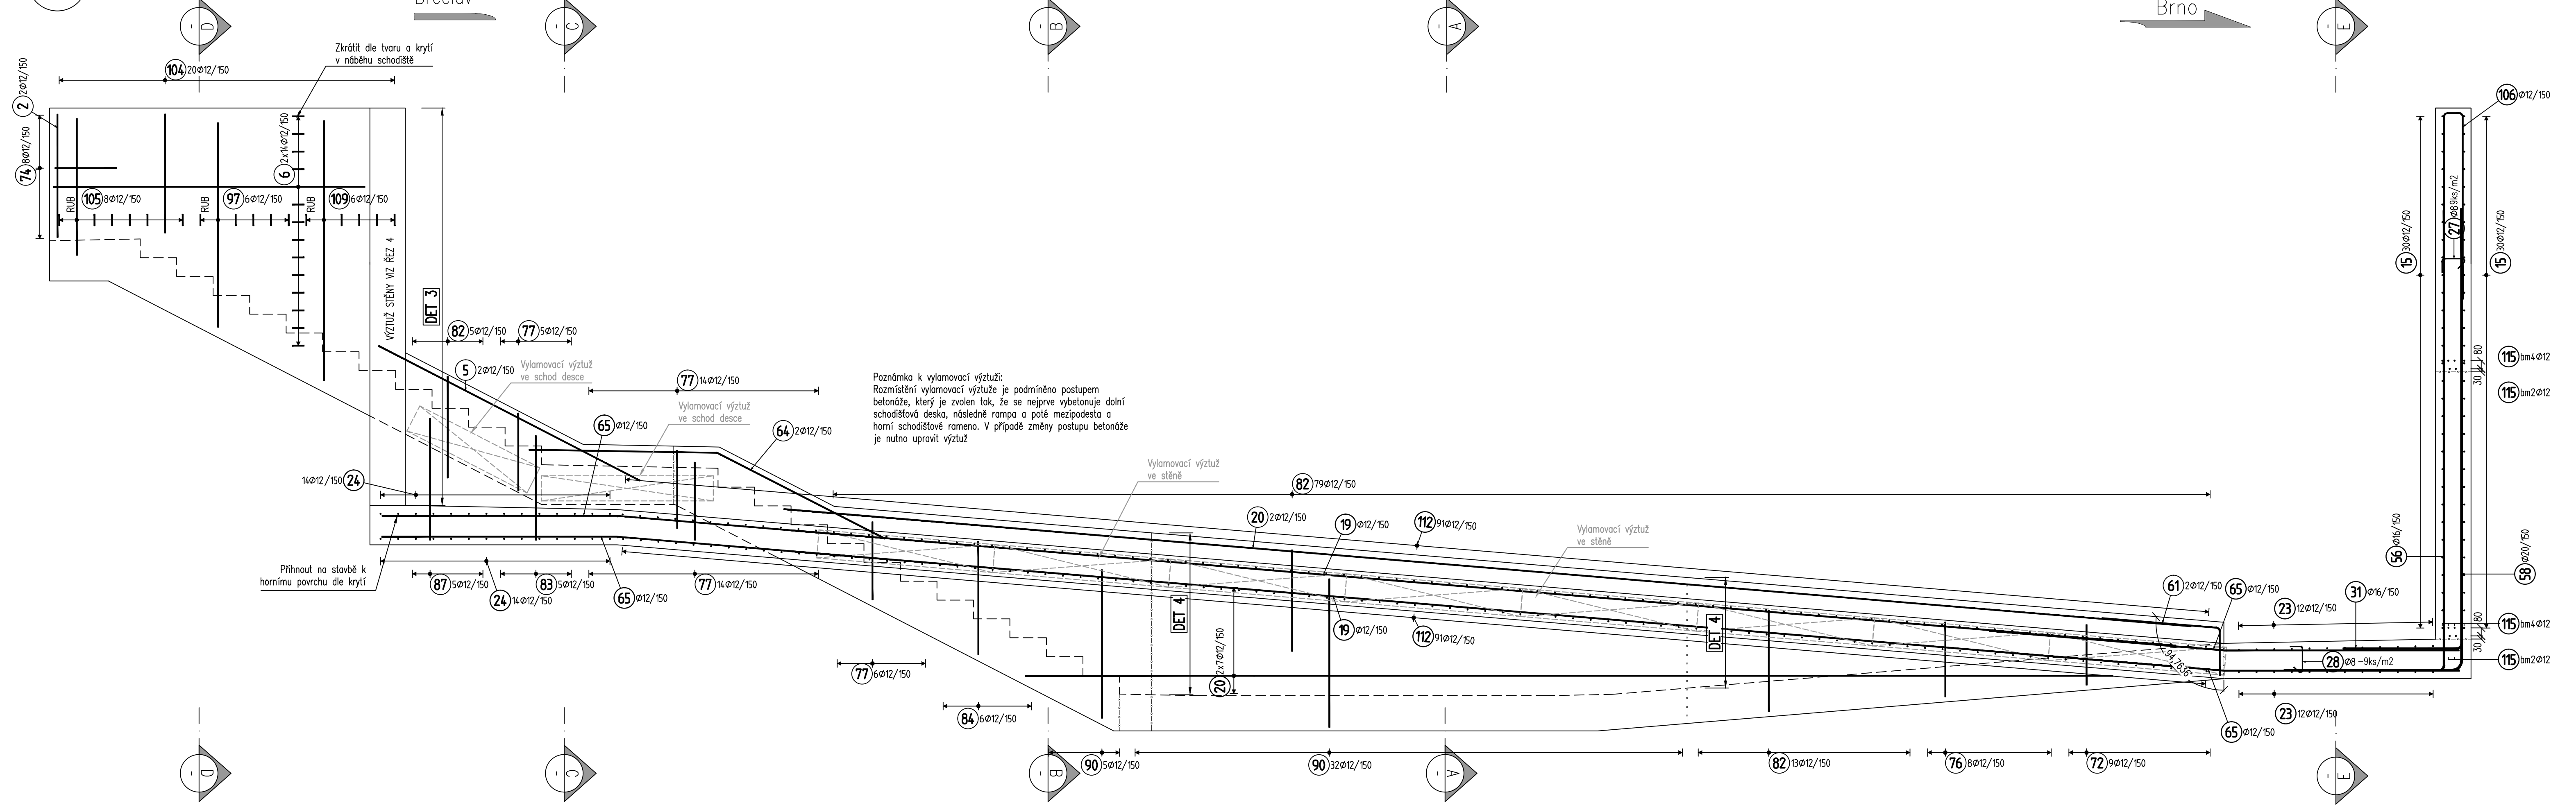 Břeclav
Brno
D
C
B
A
E
104 20Ø12/150
Zkrátit dle tvaru a krytí
v náběhu schodiště
2 2Ø12/150
74 8Ø12/150
6 2x14Ø12/150
RUB
105 8Ø12/150
RUB
97 6Ø12/150
RUB
109 6Ø12/150
VÝZTUŽ STĚNY VIZ ŘEZ 4
DET 3
82 5Ø12/150
77 5Ø12/150
5 2Ø12/150
Vylamovací výztuž
ve schod desce
77 14Ø12/150
Vylamovací výztuž
ve schod desce
65 Ø12/150
64 2Ø12/150
Poznámka k vylamovací výztuži:
Rozmístění vylamovací výztuže je podmíněno postupem
betonáže, který je zvolen tak, že se nejprve vybetonuje dolní
schodišťová deska, následně rampa a poté mezipodesta a
horní schodišťové rameno. V případě změny postupu betonáže
je nutno upravit výztuž
14Ø12/150 24
Vylamovací výztuž
ve stěně
82 79Ø12/150
20 2Ø12/150
19 Ø12/150
112 91Ø12/150
Vylamovací výztuž
ve stěně
Přihnout na stavbě k
hornímu povrchu dle krytí
87 5Ø12/150
83 5Ø12/150
77 14Ø12/150
24 14Ø12/150
65 Ø12/150
DET 4
20 2x7Ø12/150
19 Ø12/150
112 91Ø12/150
DET 4
77 6Ø12/150
84 6Ø12/150
90 5Ø12/150
90 32Ø12/150
82 13Ø12/150
76 8Ø12/150
72 9Ø12/150
61 2Ø12/150
65 Ø12/150
94,7636°
23 12Ø12/150
31 Ø16/150
28 Ø8 -9ks/m2
23 12Ø12/150
65 Ø12/150
106 Ø12/150
27 Ø8 9ks/m2
15 30Ø12/150
15 30Ø12/150
80
30
115 bm4Ø12
115 bm2Ø12
56 Ø16/150
58 Ø20/150
80
30
115 bm4Ø12
115 bm2Ø12
D
C
B
A
E